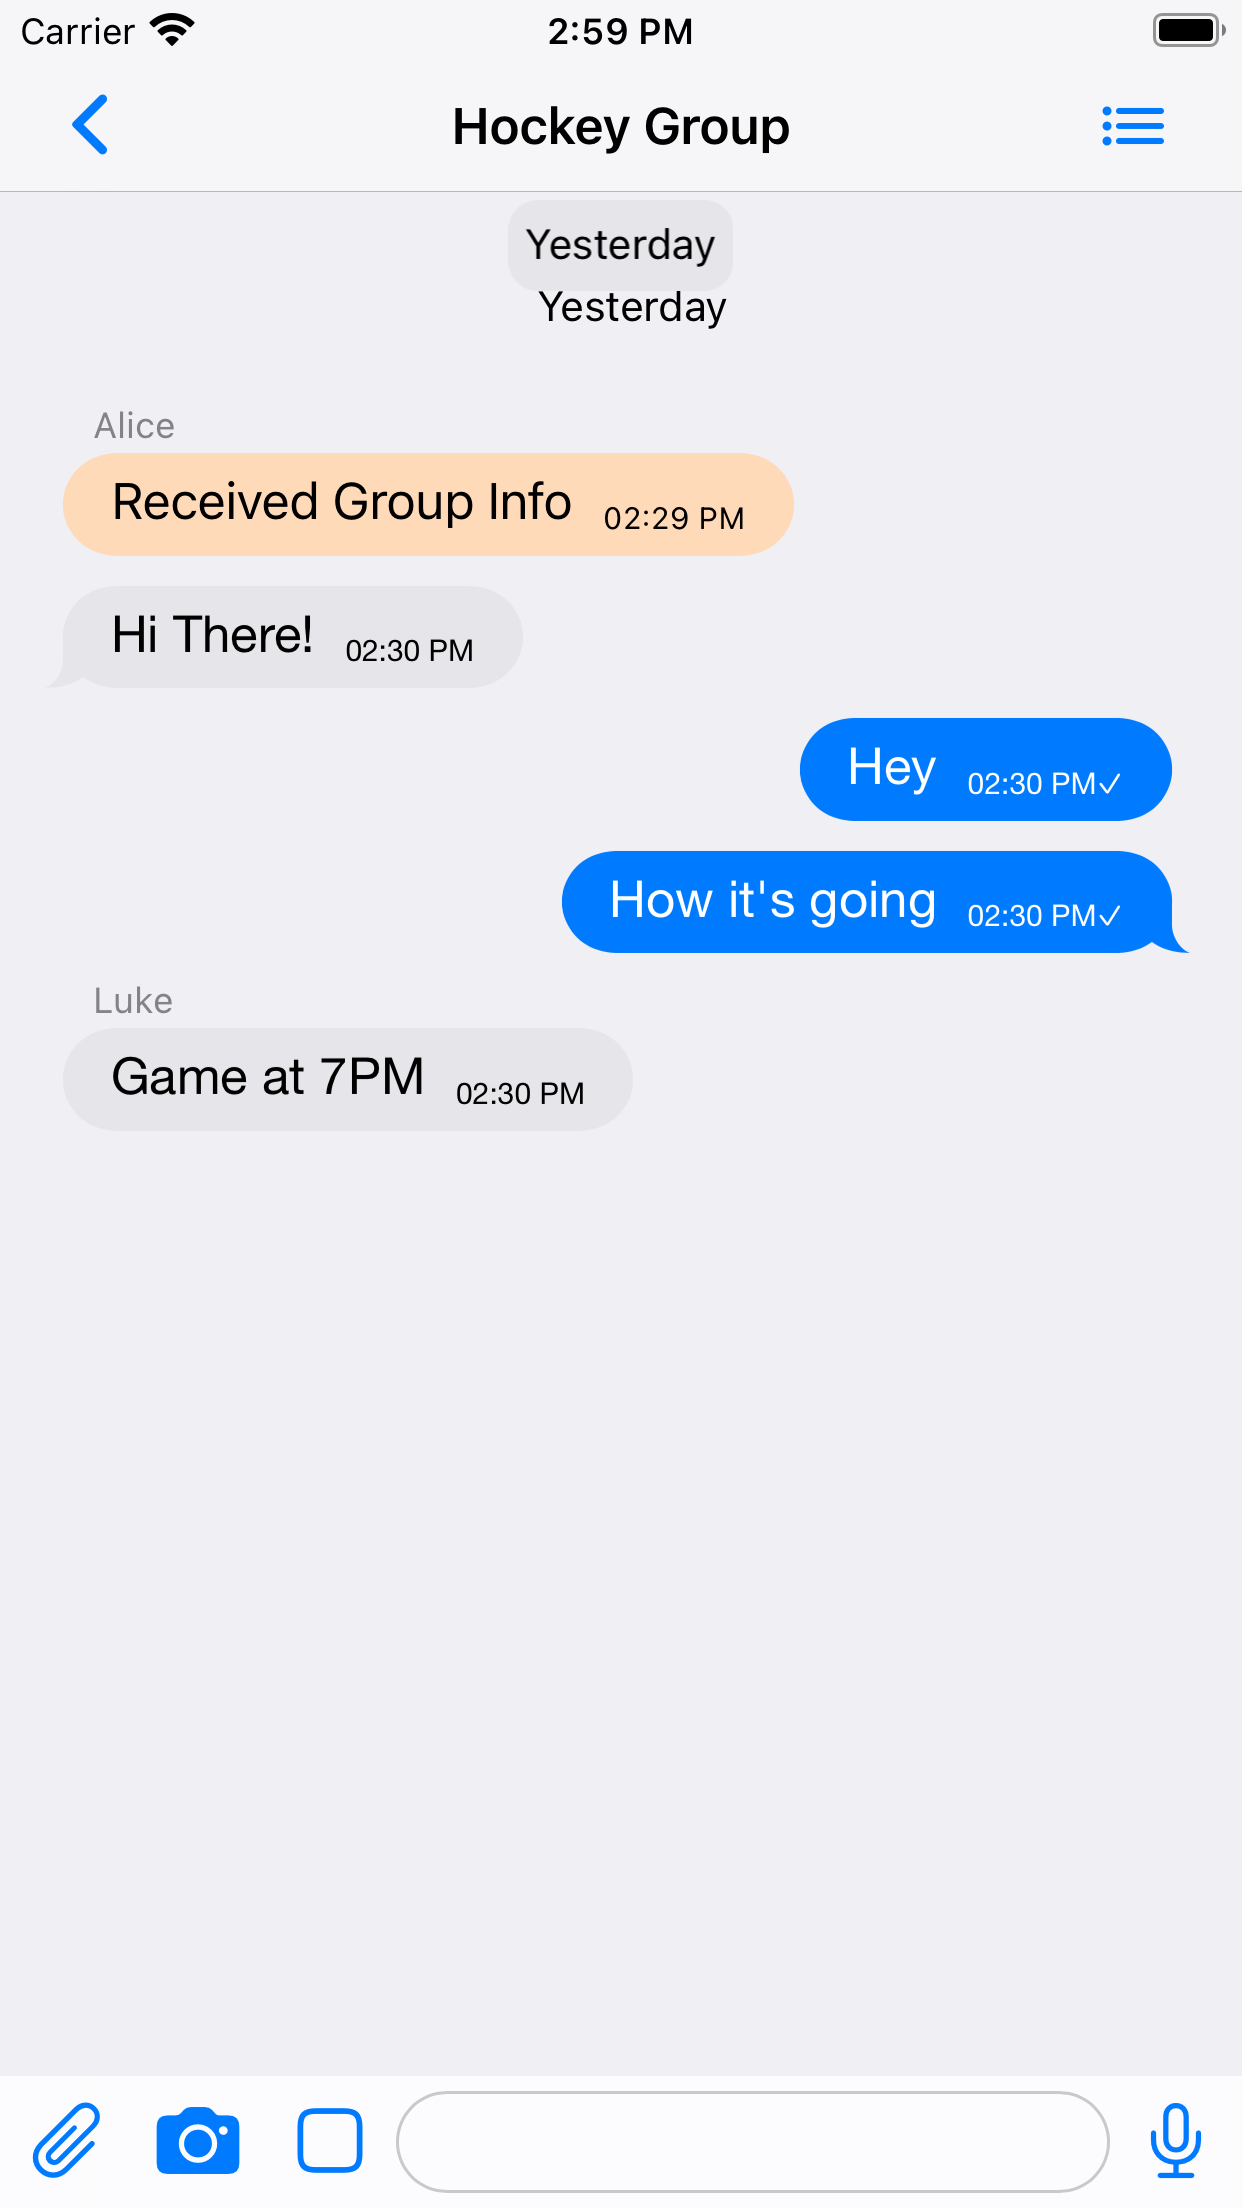 Carrier 2:59 PM
Hockey Group
Yesterday
Yesterday
Alice
Received Group Info 02:29 PM
Hi There! 02:30 PM
Hey 02:30 PM✓
How it's going 02:30 PM✓
Luke
Game at 7PM 02:30 PM